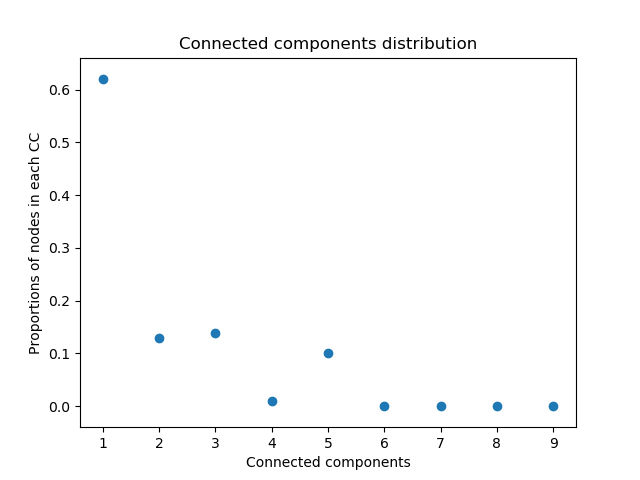 Connected components distribution
Proportions of nodes in each CC
0.6
0.5
0.4
0.3
0.2
0.1
0.0
1 2 3 4 5 6 7 8 9
Connected components